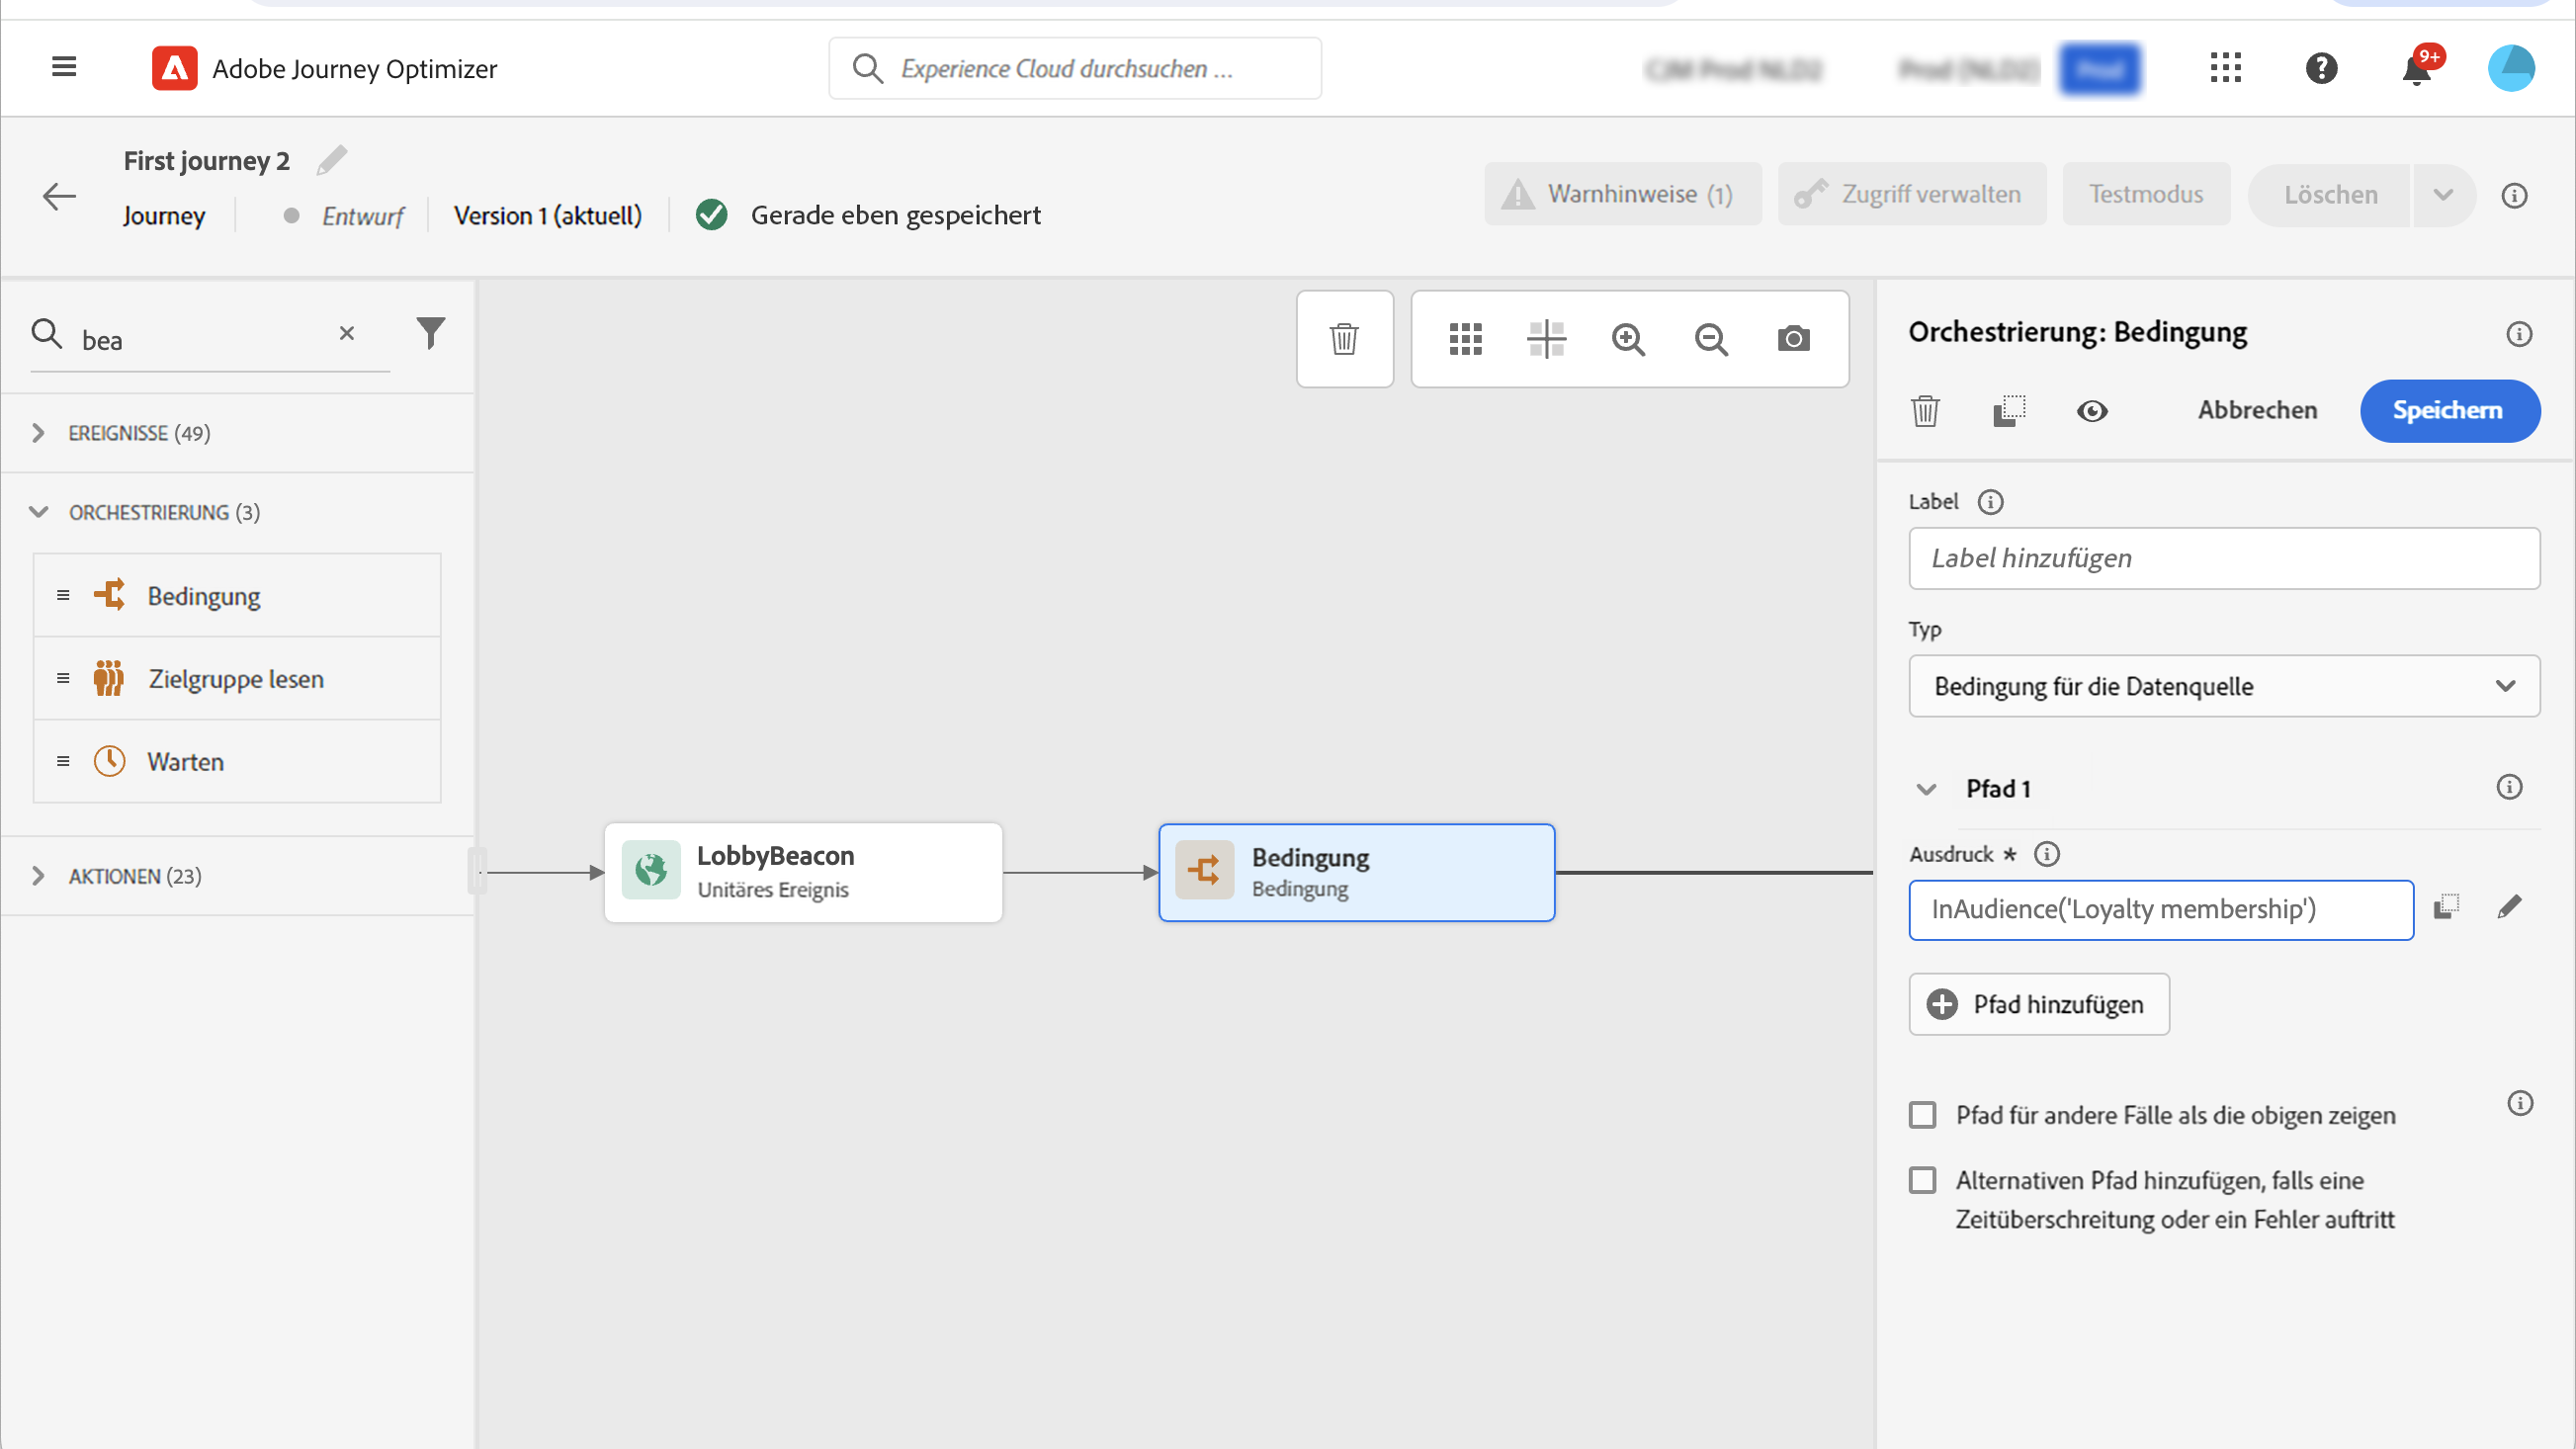 Adobe Journey Optimizer
Experience Cloud durchsuchen ...
9+
First journey 2
Journey
Entwurf
Version 1 (aktuell)
Gerade eben gespeichert
Warnhinweise (1)
Zugriff verwalten
Testmodus
Löschen
bea
EREIGNISSE (49)
ORCHESTRIERUNG (3)
Bedingung
Zielgruppe lesen
Warten
AKTIONEN (23)
LobbyBeacon
Unitäres Ereignis
Bedingung
Bedingung
Orchestrierung: Bedingung
Abbrechen
Speichern
Label
Label hinzufügen
Typ
Bedingung für die Datenquelle
Pfad 1
Ausdruck *
InAudience('Loyalty membership')
Pfad hinzufügen
Pfad für andere Fälle als die obigen zeigen
Alternativen Pfad hinzufügen, falls eine
Zeitüberschreitung oder ein Fehler auftritt